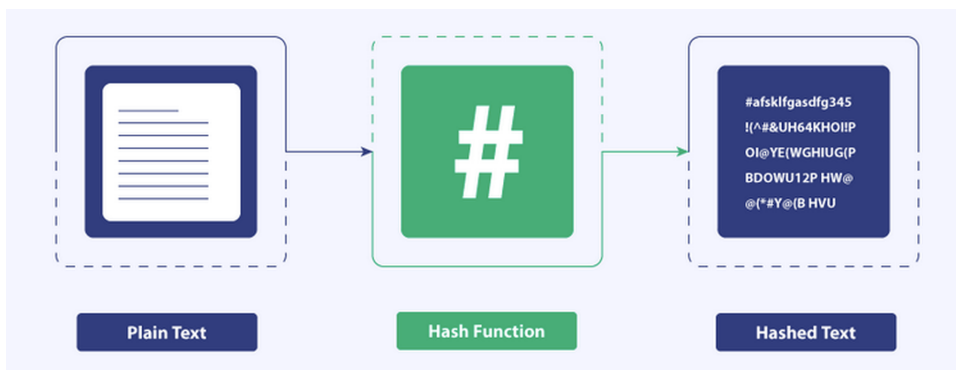 #
#afsklfgasdfg345
!(^#&UH64KHOI!P
OI@YE(WGHIUG(P
BDOWU12P HW@
@(*#Y@(B HVU
Plain Text
Hash Function
Hashed Text